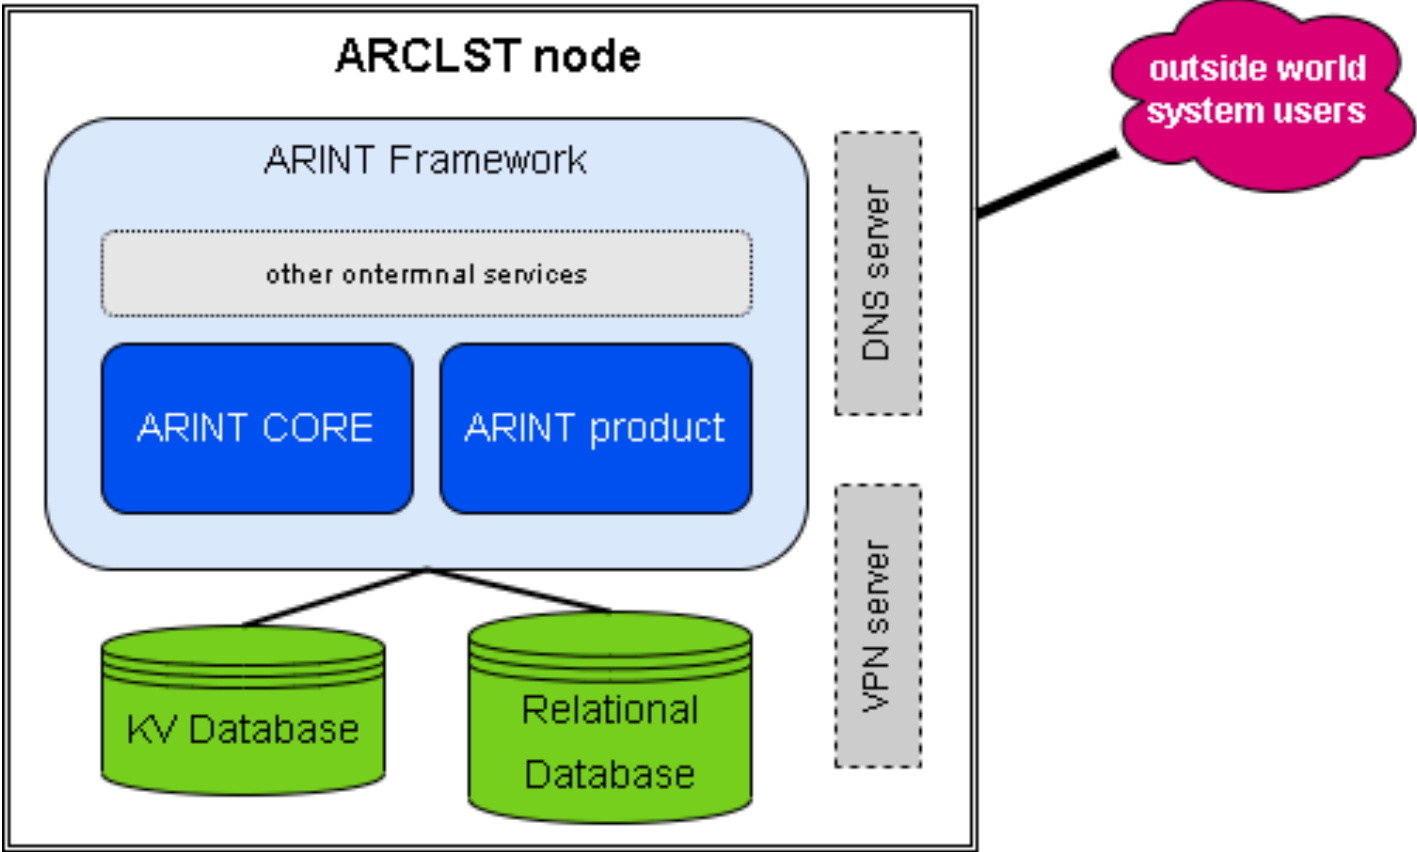 ARCLST node
outside world
system users
ARINT Framework
other ontermnal services
ARINT CORE
ARINT product
DNS server
VPN server
KV Database
Relational
Database